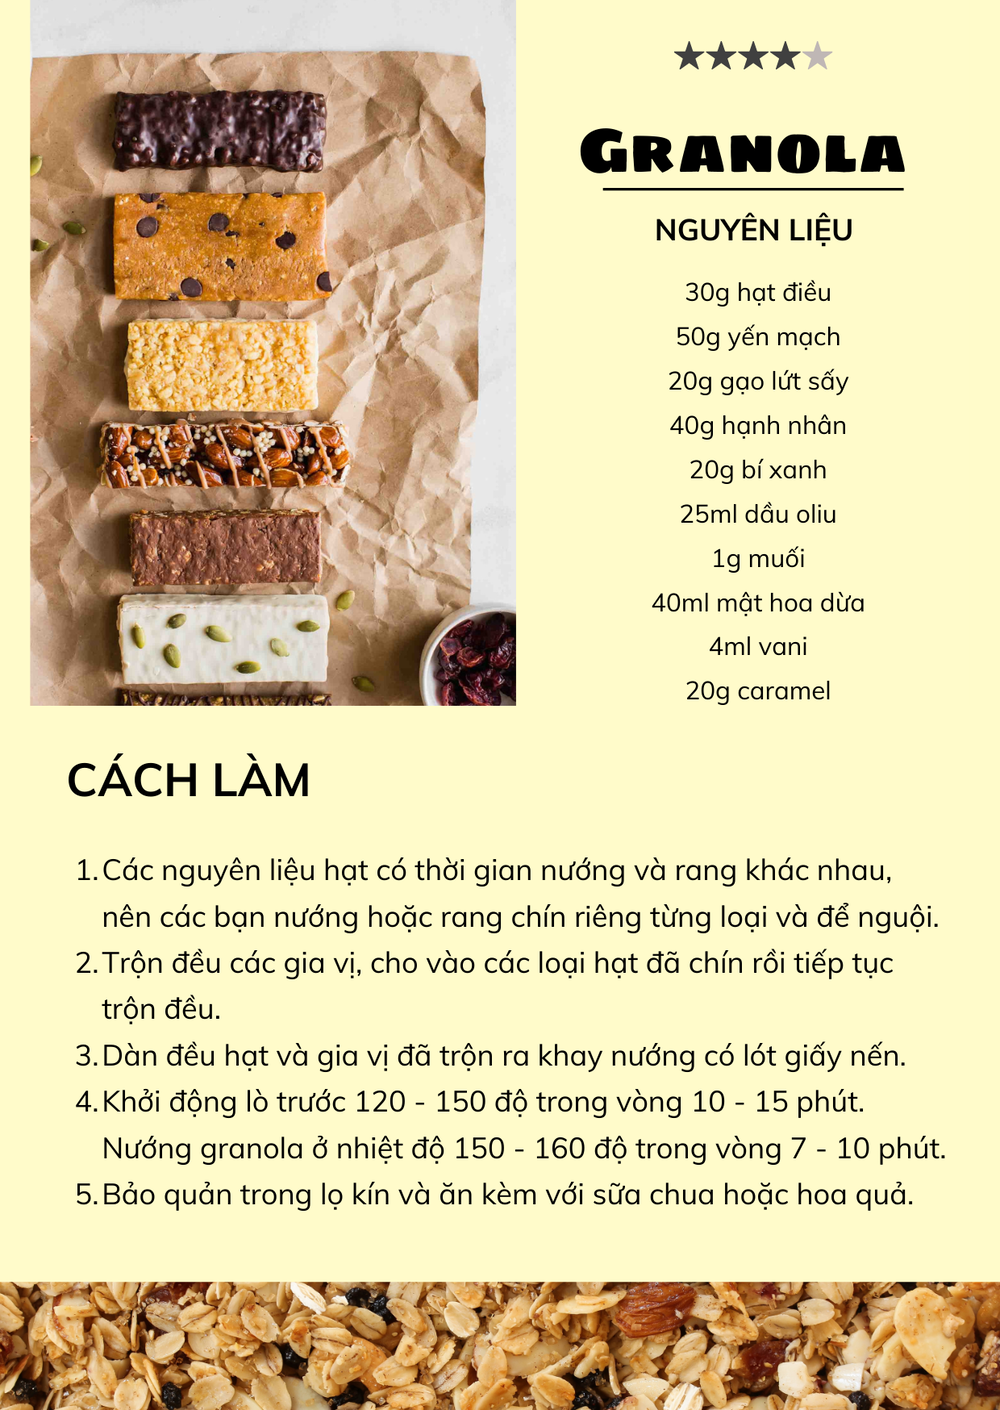 GRANOLA
NGUYÊN LIỆU
30g hạt điều
50g yến mạch
20g gạo lứt sấy
40g hạnh nhân
20g bí xanh
25ml dầu oliu
1g muối
40ml mật hoa dừa
4ml vani
20g caramel
CÁCH LÀM
1. Các nguyên liệu hạt có thời gian nướng và rang khác nhau,
nên các bạn nướng hoặc rang chín riêng từng loại và để nguội.
2. Trộn đều các gia vị, cho vào các loại hạt đã chín rồi tiếp tục
trộn đều.
3. Dàn đều hạt và gia vị đã trộn ra khay nướng có lót giấy nến.
4. Khởi động lò trước 120 - 150 độ trong vòng 10 - 15 phút.
Nướng granola ở nhiệt độ 150 - 160 độ trong vòng 7 - 10 phút.
5. Bảo quản trong lọ kín và ăn kèm với sữa chua hoặc hoa quả.